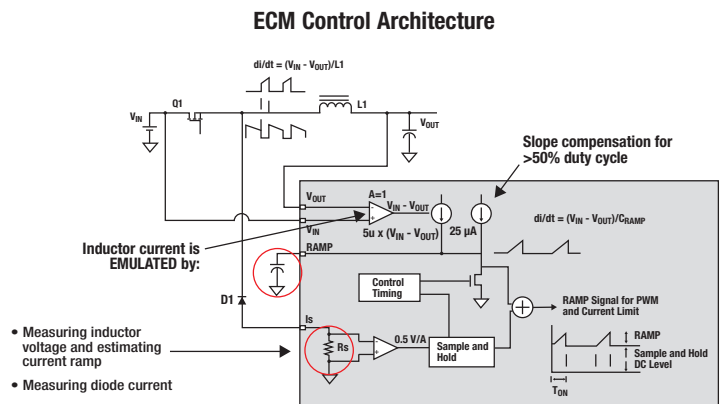 ECM Control Architecture
di/dt = (VIN - VOUT)/L1
Q1
L1
VIN
VOUT
Slope compensation for
>50% duty cycle
VOUT
A=1
-
+
VIN - VOUT
VIN
5u x (VIN - VOUT)
25 µA
di/dt = (VIN - VOUT)/CRAMP
Inductor current is
EMULATED by:
RAMP
Control
Timing
+
RAMP Signal for PWM
and Current Limit
D1
Is
• Measuring inductor
voltage and estimating
current ramp
• Measuring diode current
Rs
-
+
0.5 V/A
Sample and
Hold
RAMP
Sample and Hold
DC Level
TON